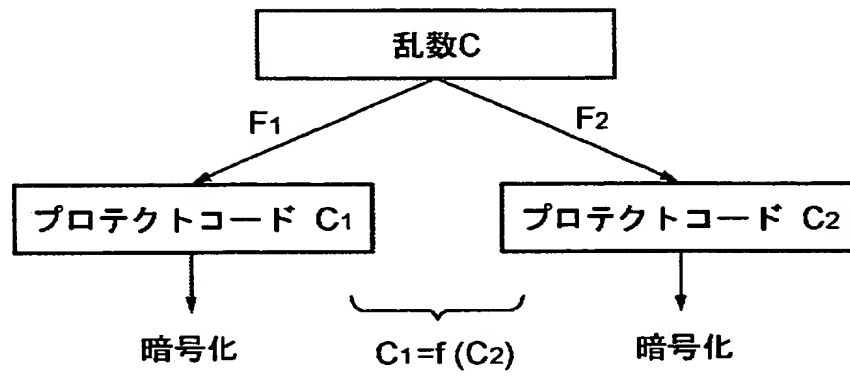 乱数C
F1
F2
プロテクトコード C1
プロテクトコード C2
暗号化
C1=f (C2)
暗号化